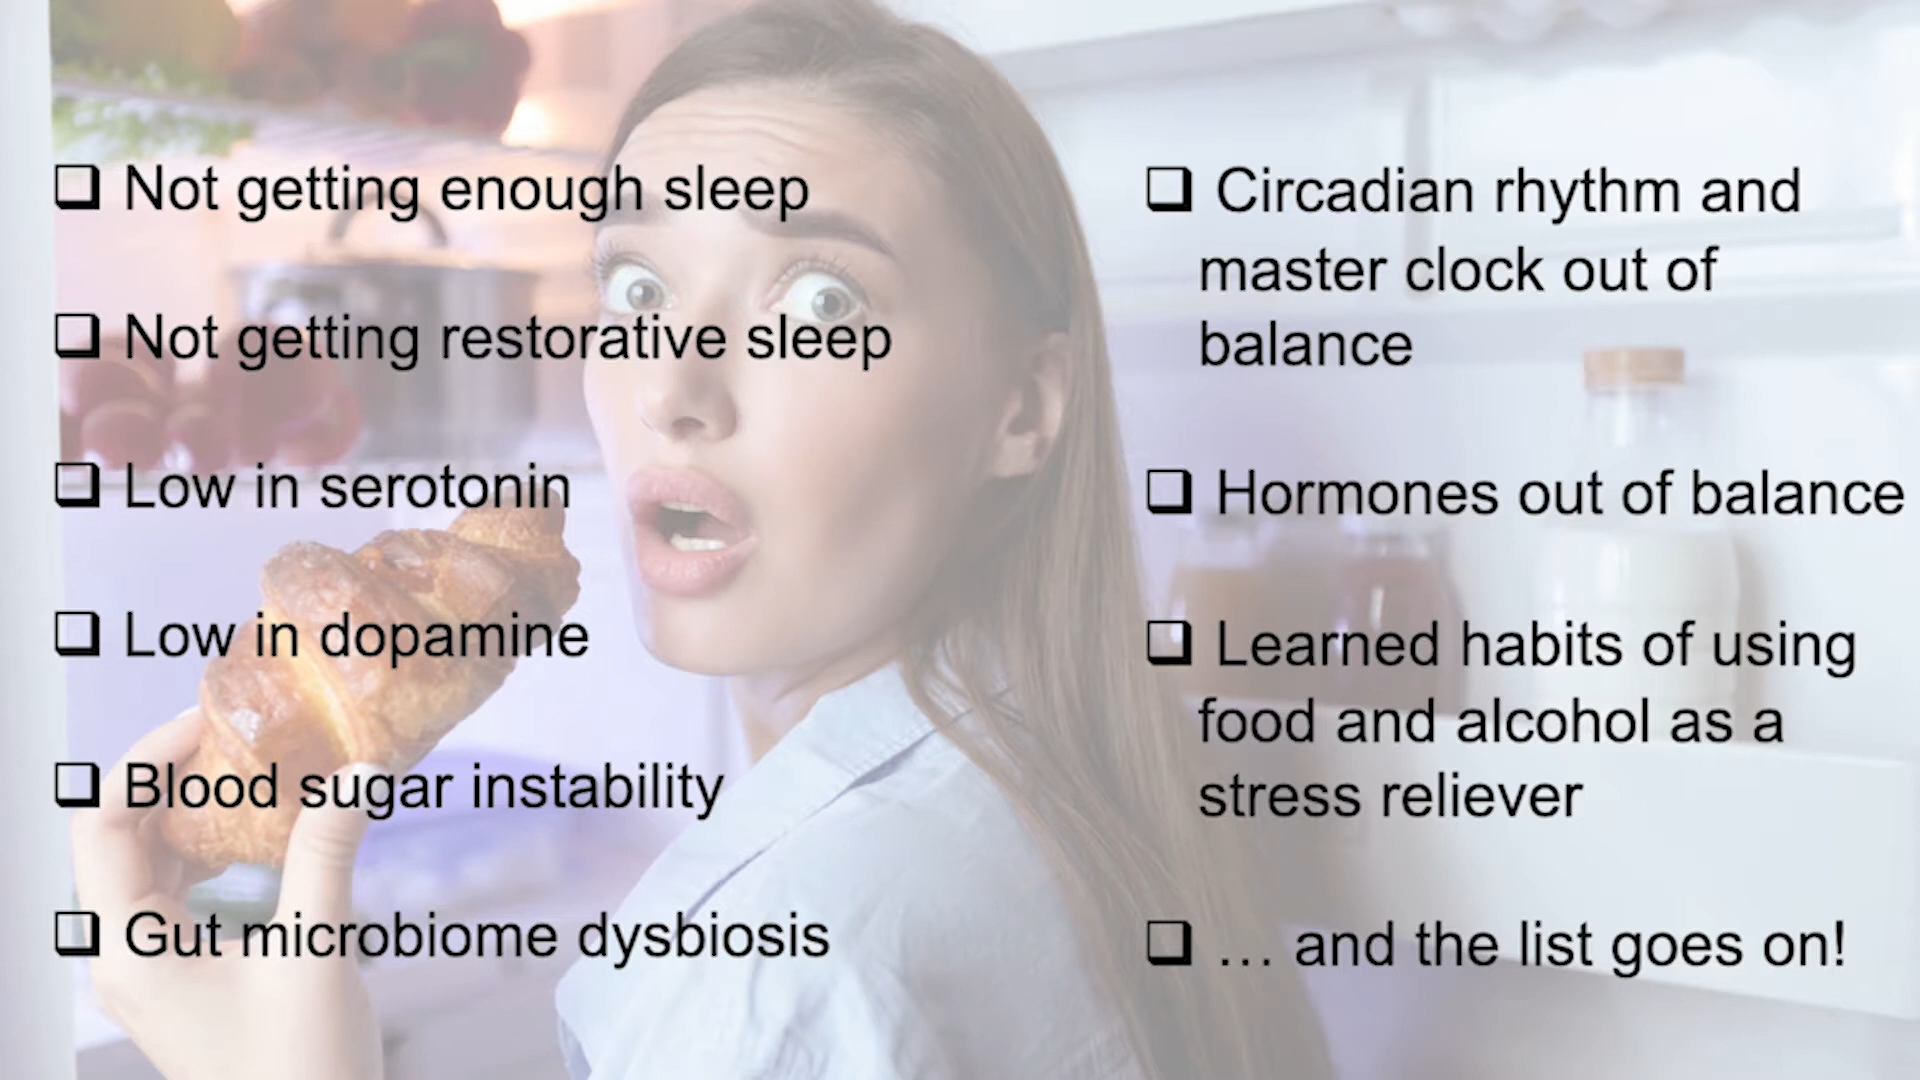 ❑ Not getting enough sleep
❑ Not getting restorative sleep
❑ Low in serotonin
❑ Low in dopamine
❑ Blood sugar instability
❑ Gut microbiome dysbiosis
❑ Circadian rhythm and
master clock out of
balance
❑ Hormones out of balance
❑ Learned habits of using
food and alcohol as a
stress reliever
❑ … and the list goes on!